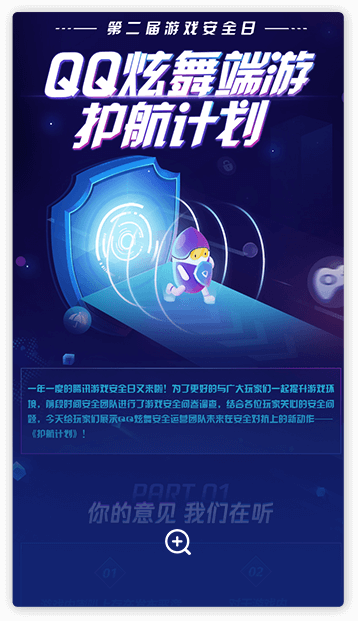 第二届游戏安全日
QQ炫舞端游
护航计划
一年一度的腾讯游戏安全日又来啦！为了更好的与广大玩家们一起提升游戏环
境，前段时间安全团队进行了游戏安全问卷调查，结合各位玩家关心的安全问
题，今天给玩家们展示QQ炫舞安全运营团队未来在安全对抗上的新动作——
《护航计划》！
PART 01
你的意见 我们在听
01
02